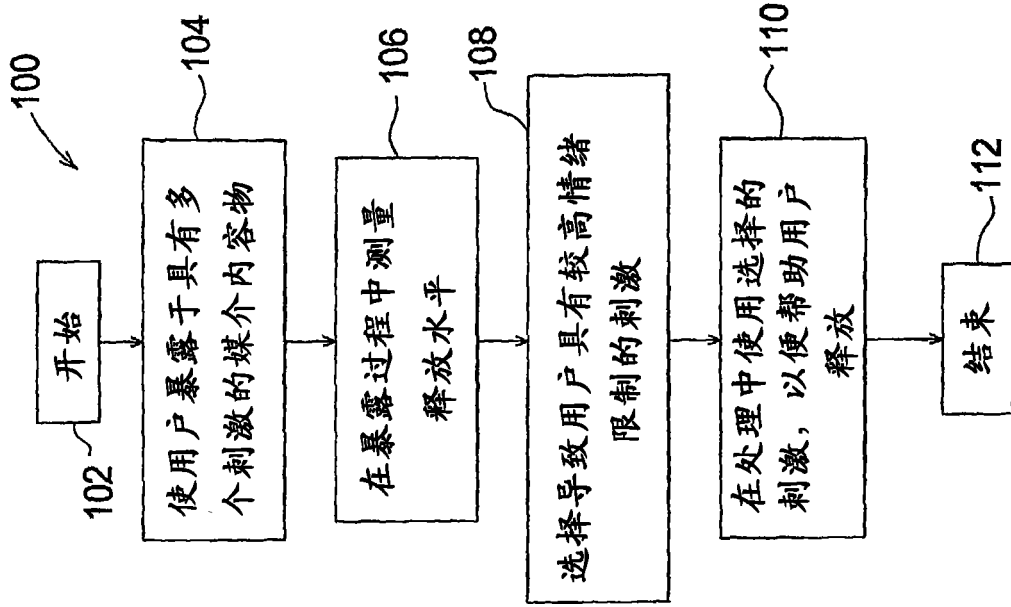 100
开始
102
使用户暴露于具有多
个刺激的媒介内容物
104
在暴露过程中测量
释放水平
106
选择导致用户具有较高情绪
限制的刺激
108
在处理中使用选择的
刺激，以便帮助用户
释放
110
结束
112